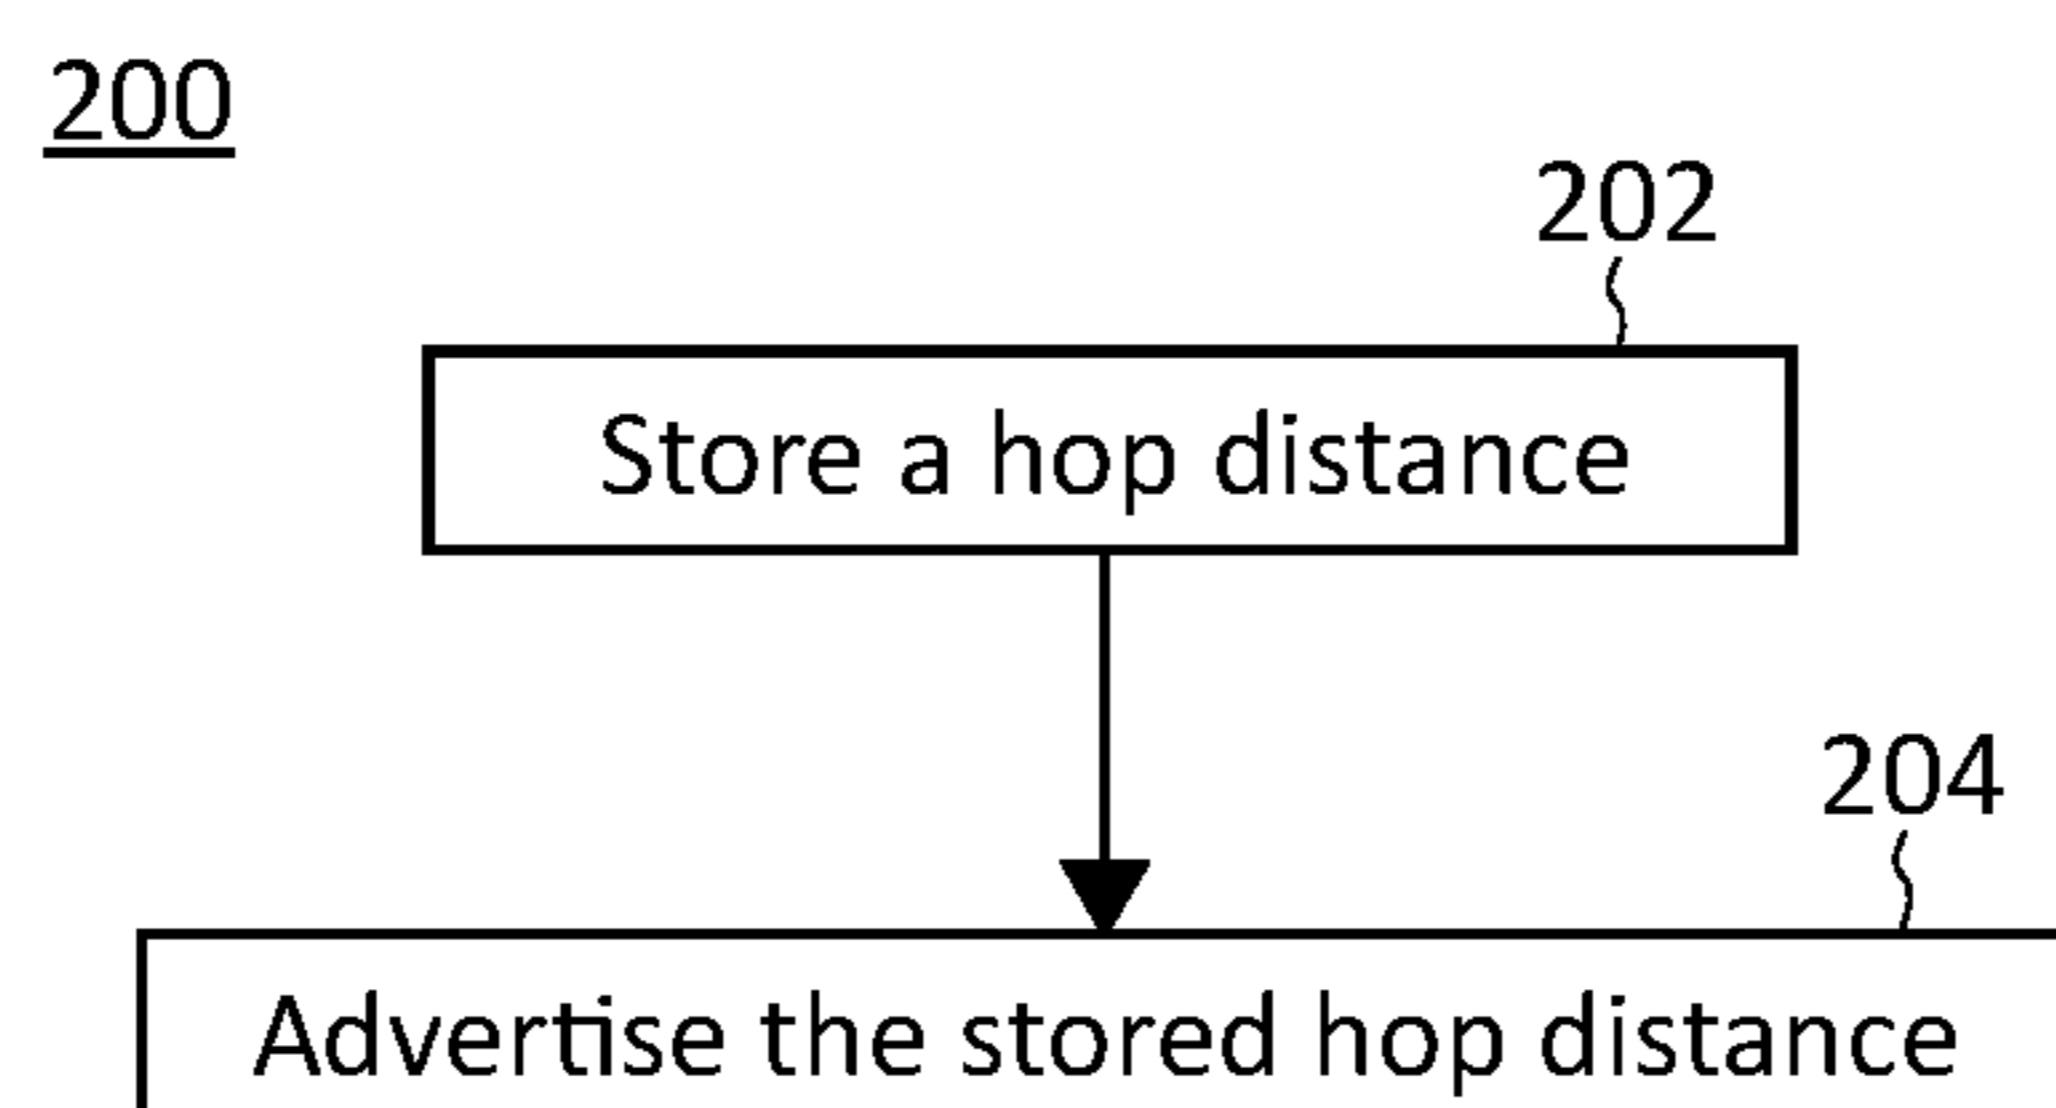 200
202
Store a hop distance
204
Advertise the stored hop distance